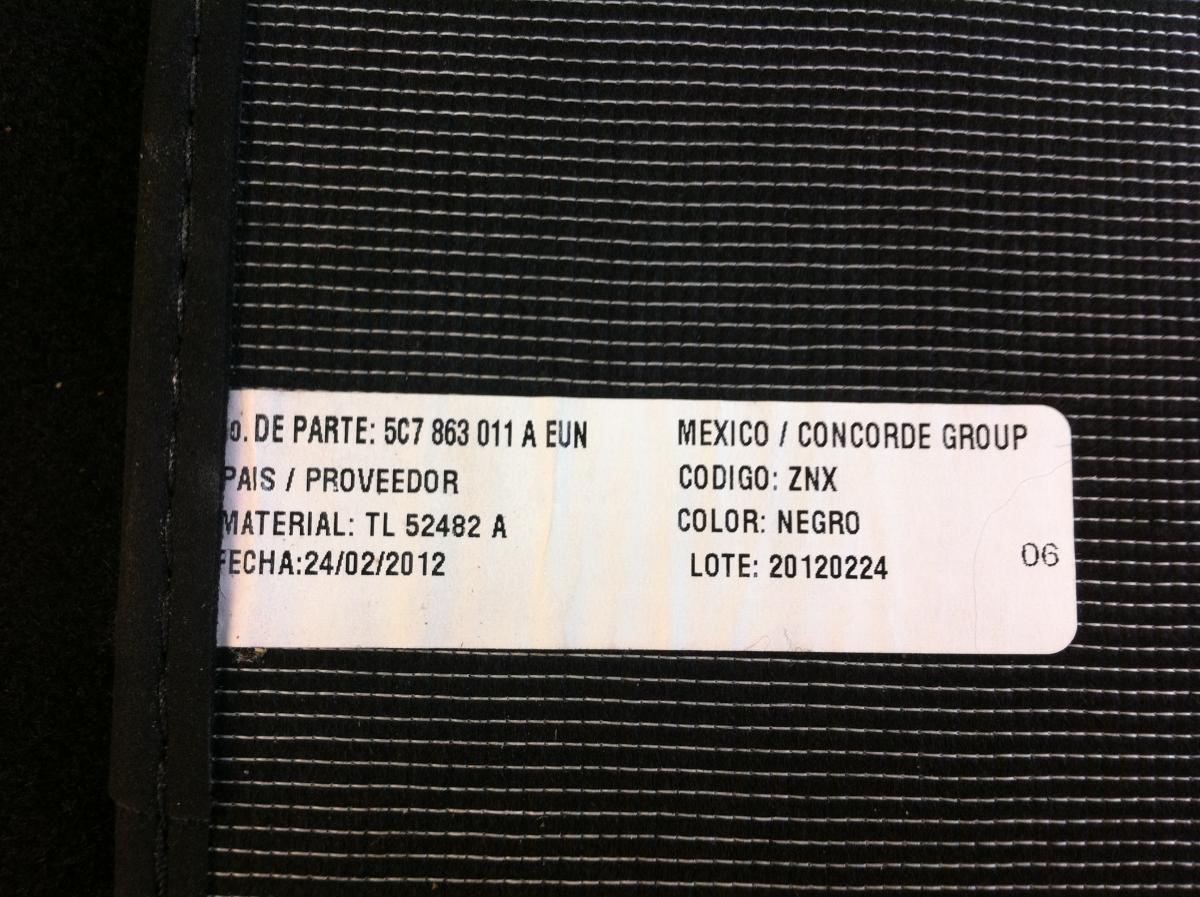 o. DE PARTE: 5C7 863 011 A EUN MEXICO / CONCORDE GROUP
PAIS / PROVEEDOR CODIGO: ZNX
MATERIAL: TL 52482 A COLOR: NEGRO
FECHA:24/02/2012 LOTE: 20120224
06